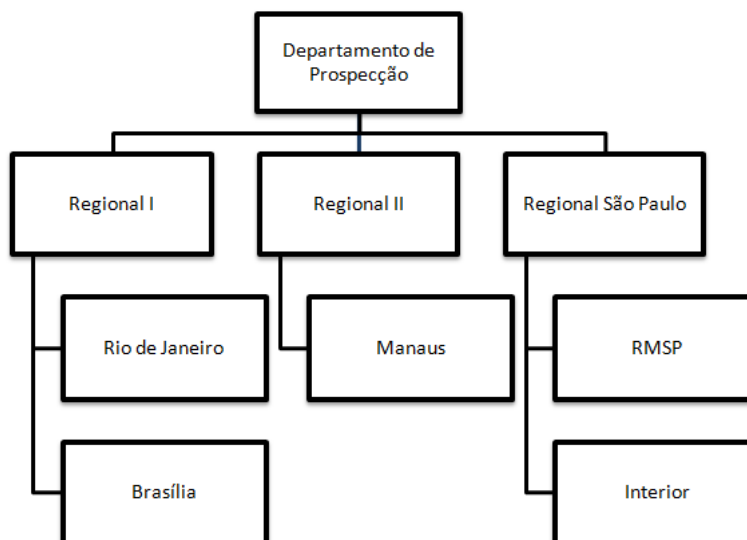 Departamento de
Prospecção
Regional I
Regional II
Regional São Paulo
Rio de Janeiro
Manaus
RMSP
Brasília
Interior